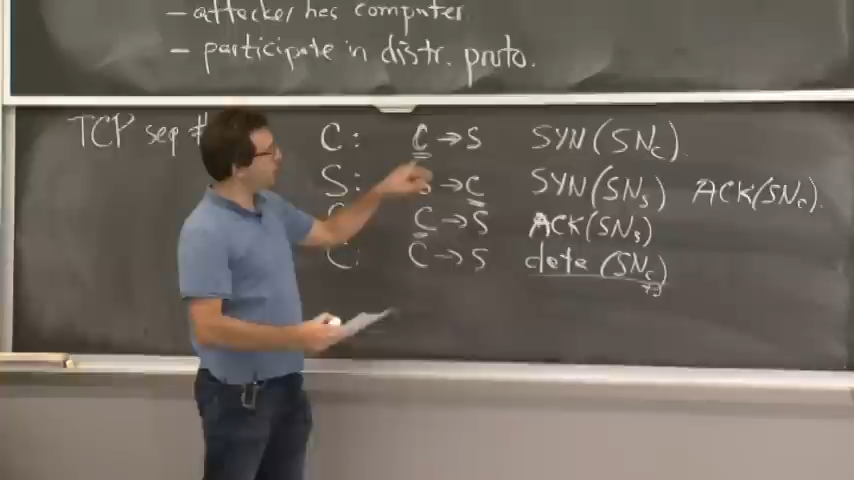 - attacker has computer
- participate in distr. proto.
TCP seq #
C: C → S SYN(SNc).
S: S → C SYN(SNs) ACK(SNc).
C → S ACK(SNs)
C: C → S data (SNc)